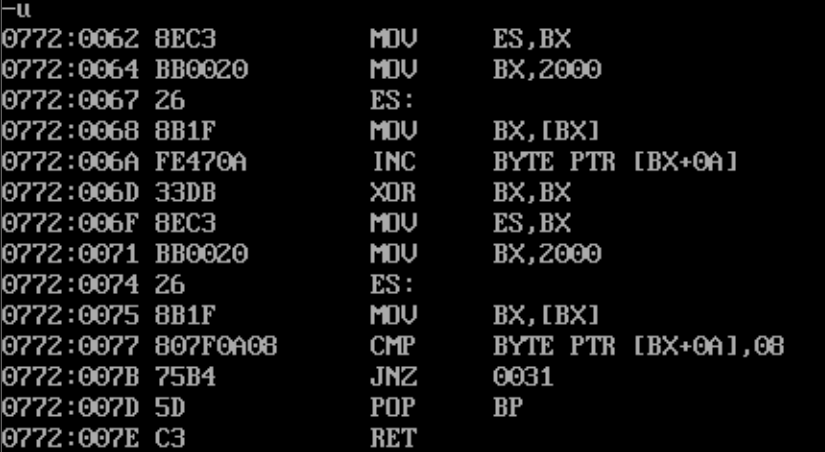 -u
0772:0062 8EC3 MOV ES,BX
0772:0064 BB0020 MOV BX,2000
0772:0067 26 ES:
0772:0068 8B1F MOV BX,[BX]
0772:006A FE470A INC BYTE PTR [BX+0A]
0772:006D 33DB XOR BX,BX
0772:006F 8EC3 MOV ES,BX
0772:0071 BB0020 MOV BX,2000
0772:0074 26 ES:
0772:0075 8B1F MOV BX,[BX]
0772:0077 807F0A08 CMP BYTE PTR [BX+0A],08
0772:007B 75B4 JNZ 0031
0772:007D 5D POP BP
0772:007E C3 RET